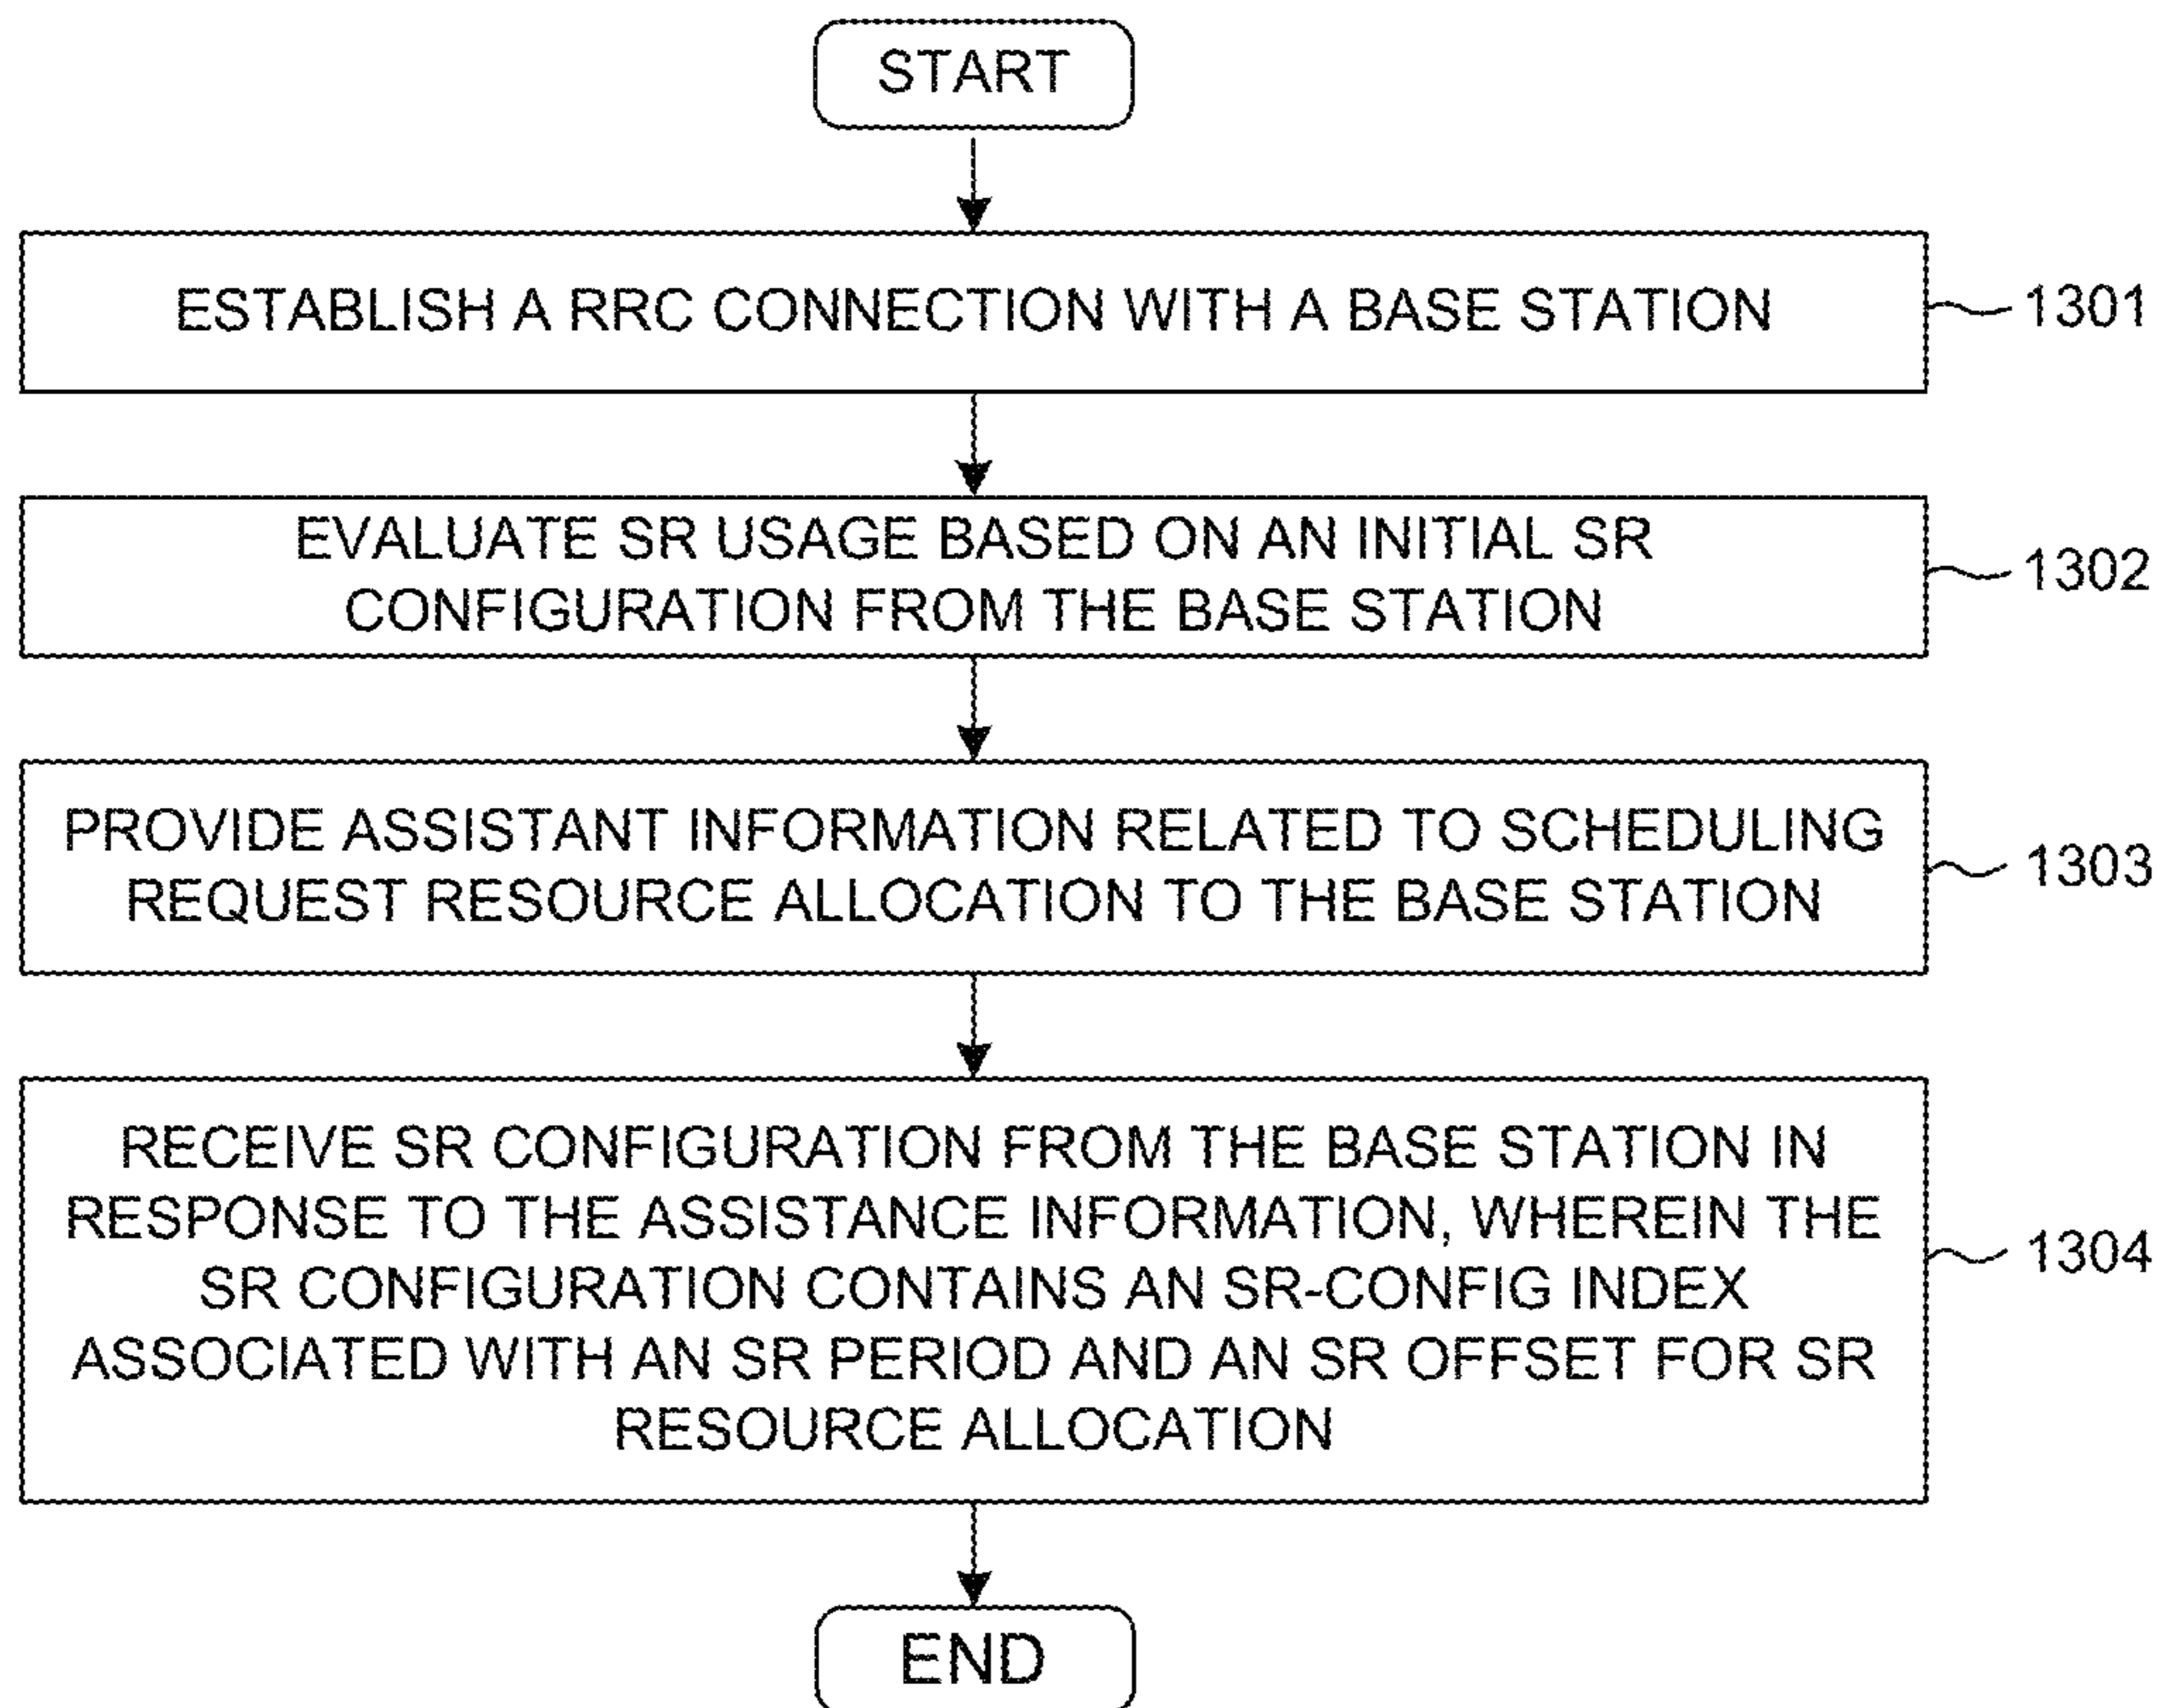 START
ESTABLISH A RRC CONNECTION WITH A BASE STATION
1301
EVALUATE SR USAGE BASED ON AN INITIAL SR
CONFIGURATION FROM THE BASE STATION
1302
PROVIDE ASSISTANT INFORMATION RELATED TO SCHEDULING
REQUEST RESOURCE ALLOCATION TO THE BASE STATION
1303
RECEIVE SR CONFIGURATION FROM THE BASE STATION IN
RESPONSE TO THE ASSISTANCE INFORMATION, WHEREIN THE
SR CONFIGURATION CONTAINS AN SR-CONFIG INDEX
ASSOCIATED WITH AN SR PERIOD AND AN SR OFFSET FOR SR
RESOURCE ALLOCATION
1304
END